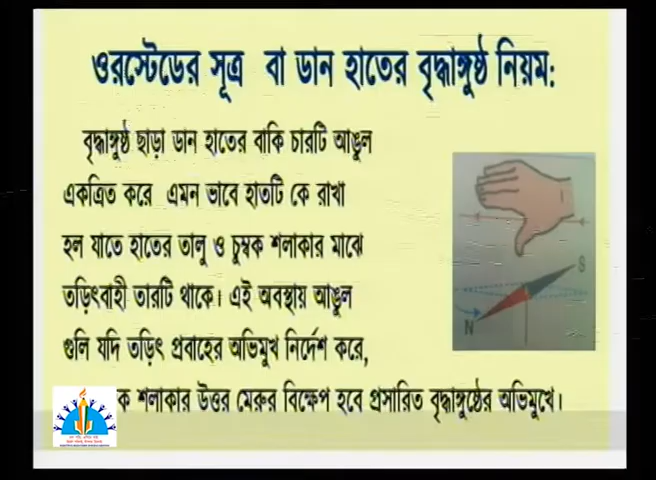 ওরস্টেডের সূত্র বা ডান হাতের বৃদ্ধাঙ্গুষ্ঠ নিয়ম:
বৃদ্ধাঙ্গুষ্ঠ ছাড়া ডান হাতের বাকি চারটি আঙুল
একত্রিত করে এমন ভাবে হাতটি কে রাখা
হল যাতে হাতের তালু ও চুম্বক শলাকার মাঝে
তড়িৎবাহী তারটি থাকে। এই অবস্থায় আঙুল
গুলি যদি তড়িৎ প্রবাহের অভিমুখ নির্দেশ করে,
ক শলাকার উত্তর মেরুর বিক্ষেপ হবে প্রসারিত বৃদ্ধাঙ্গুষ্ঠের অভিমুখে।
S
N